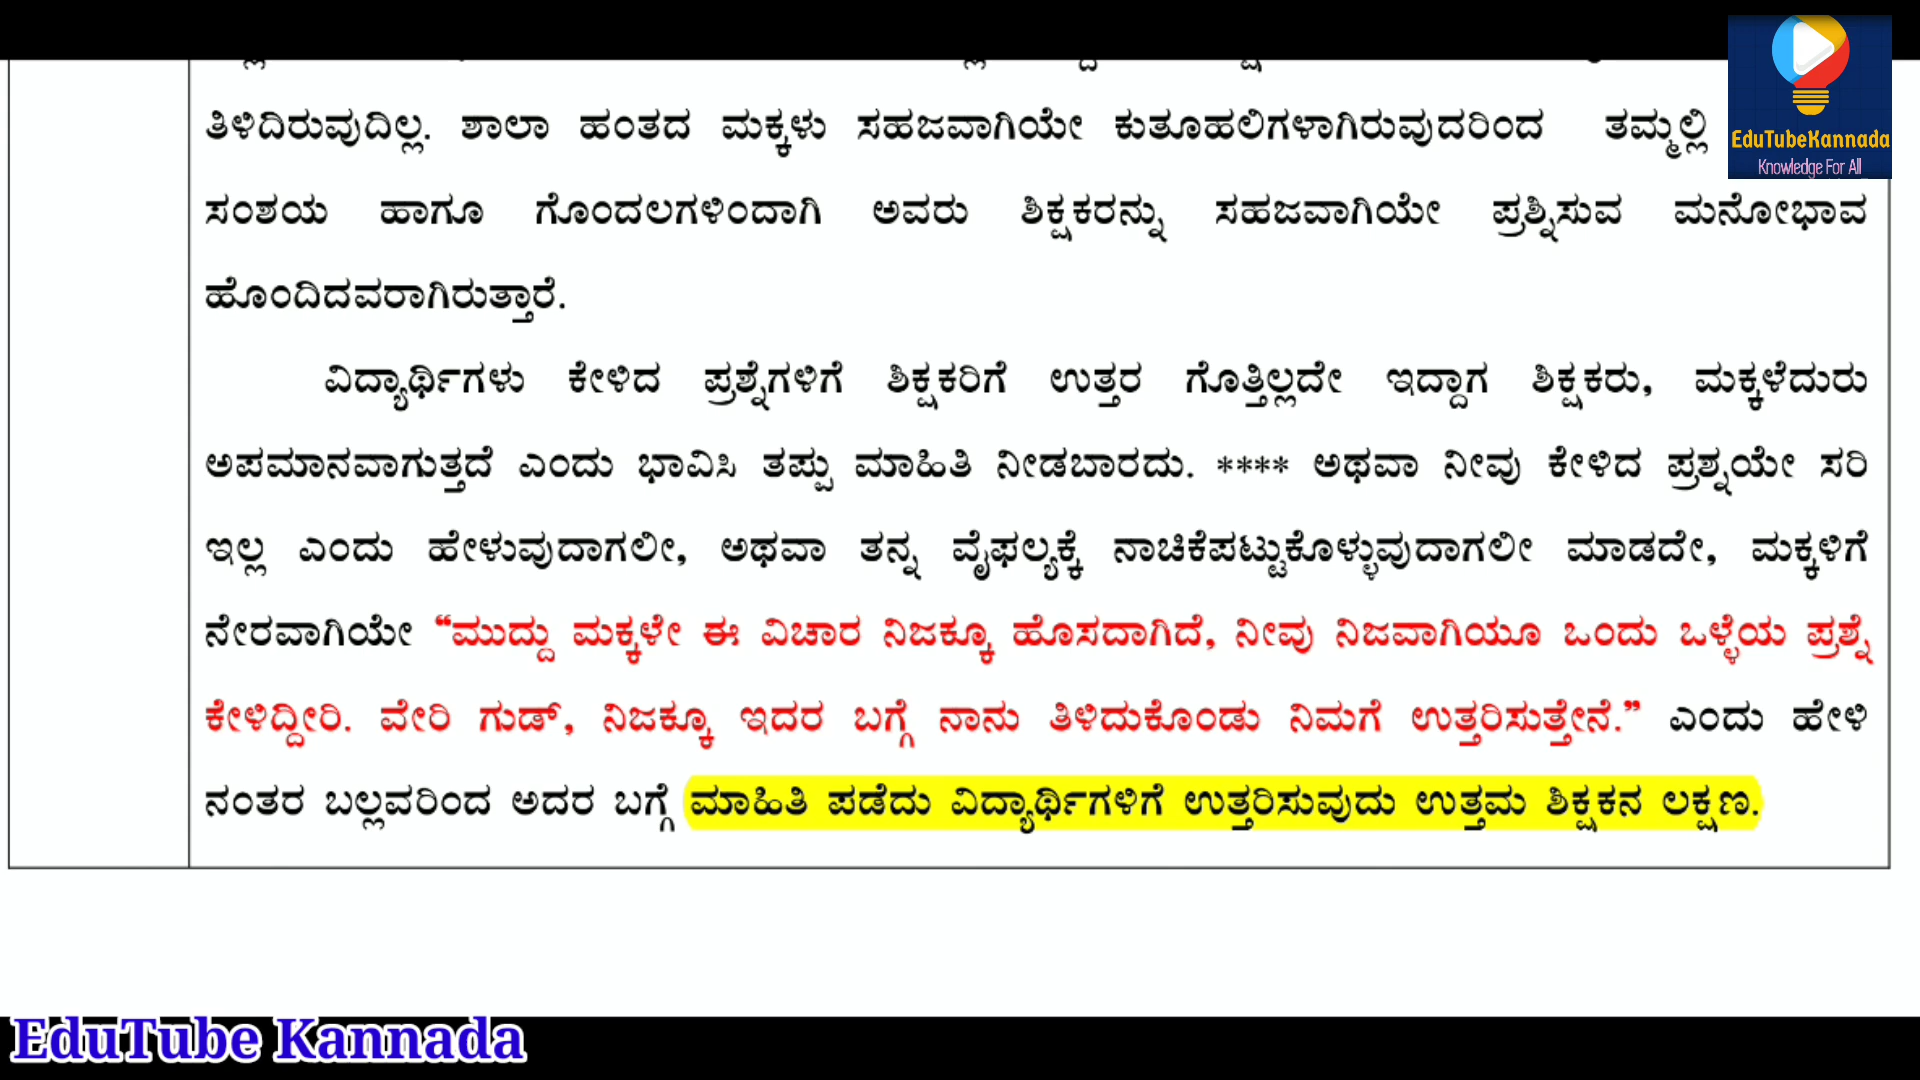 ತಿಳಿದಿರುವುದಿಲ್ಲ. ಶಾಲಾ ಹಂತದ ಮಕ್ಕಳು ಸಹಜವಾಗಿಯೇ ಕುತೂಹಲಿಗಳಾಗಿರುವುದರಿಂದ ತಮ್ಮಲ್ಲಿ
ಸಂಶಯ ಹಾಗೂ ಗೊಂದಲಗಳಿಂದಾಗಿ ಅವರು ಶಿಕ್ಷಕರನ್ನು ಸಹಜವಾಗಿಯೇ ಪ್ರಶ್ನಿಸುವ ಮನೋಭಾವ
ಹೊಂದಿದವರಾಗಿರುತ್ತಾರೆ.
ವಿದ್ಯಾರ್ಥಿಗಳು ಕೇಳಿದ ಪ್ರಶ್ನೆಗಳಿಗೆ ಶಿಕ್ಷಕರಿಗೆ ಉತ್ತರ ಗೊತ್ತಿಲ್ಲದೇ ಇದ್ದಾಗ ಶಿಕ್ಷಕರು, ಮಕ್ಕಳೆದುರು
ಅಪಮಾನವಾಗುತ್ತದೆ ಎಂದು ಭಾವಿಸಿ ತಪ್ಪು ಮಾಹಿತಿ ನೀಡಬಾರದು. **** ಅಥವಾ ನೀವು ಕೇಳಿದ ಪ್ರಶ್ನಯೇ ಸರಿ
ಇಲ್ಲ ಎಂದು ಹೇಳುವುದಾಗಲೀ, ಅಥವಾ ತನ್ನ ವೈಫಲ್ಯಕ್ಕೆ ನಾಚಿಕೆಪಟ್ಟುಕೊಳ್ಳುವುದಾಗಲೀ ಮಾಡದೇ, ಮಕ್ಕಳಿಗೆ
ನೇರವಾಗಿಯೇ “ಮುದ್ದು ಮಕ್ಕಳೇ ಈ ವಿಚಾರ ನಿಜಕ್ಕೂ ಹೊಸದಾಗಿದೆ, ನೀವು ನಿಜವಾಗಿಯೂ ಒಂದು ಒಳ್ಳೆಯ ಪ್ರಶ್ನೆ
ಕೇಳಿದ್ದೀರಿ. ವೇರಿ ಗುಡ್, ನಿಜಕ್ಕೂ ಇದರ ಬಗ್ಗೆ ನಾನು ತಿಳಿದುಕೊಂಡು ನಿಮಗೆ ಉತ್ತರಿಸುತ್ತೇನೆ.” ಎಂದು ಹೇಳಿ
ನಂತರ ಬಲ್ಲವರಿಂದ ಅದರ ಬಗ್ಗೆ ಮಾಹಿತಿ ಪಡೆದು ವಿದ್ಯಾರ್ಥಿಗಳಿಗೆ ಉತ್ತರಿಸುವುದು ಉತ್ತಮ ಶಿಕ್ಷಕನ ಲಕ್ಷಣ.
EduTubeKannada
Knowledge For All
EduTube Kannada